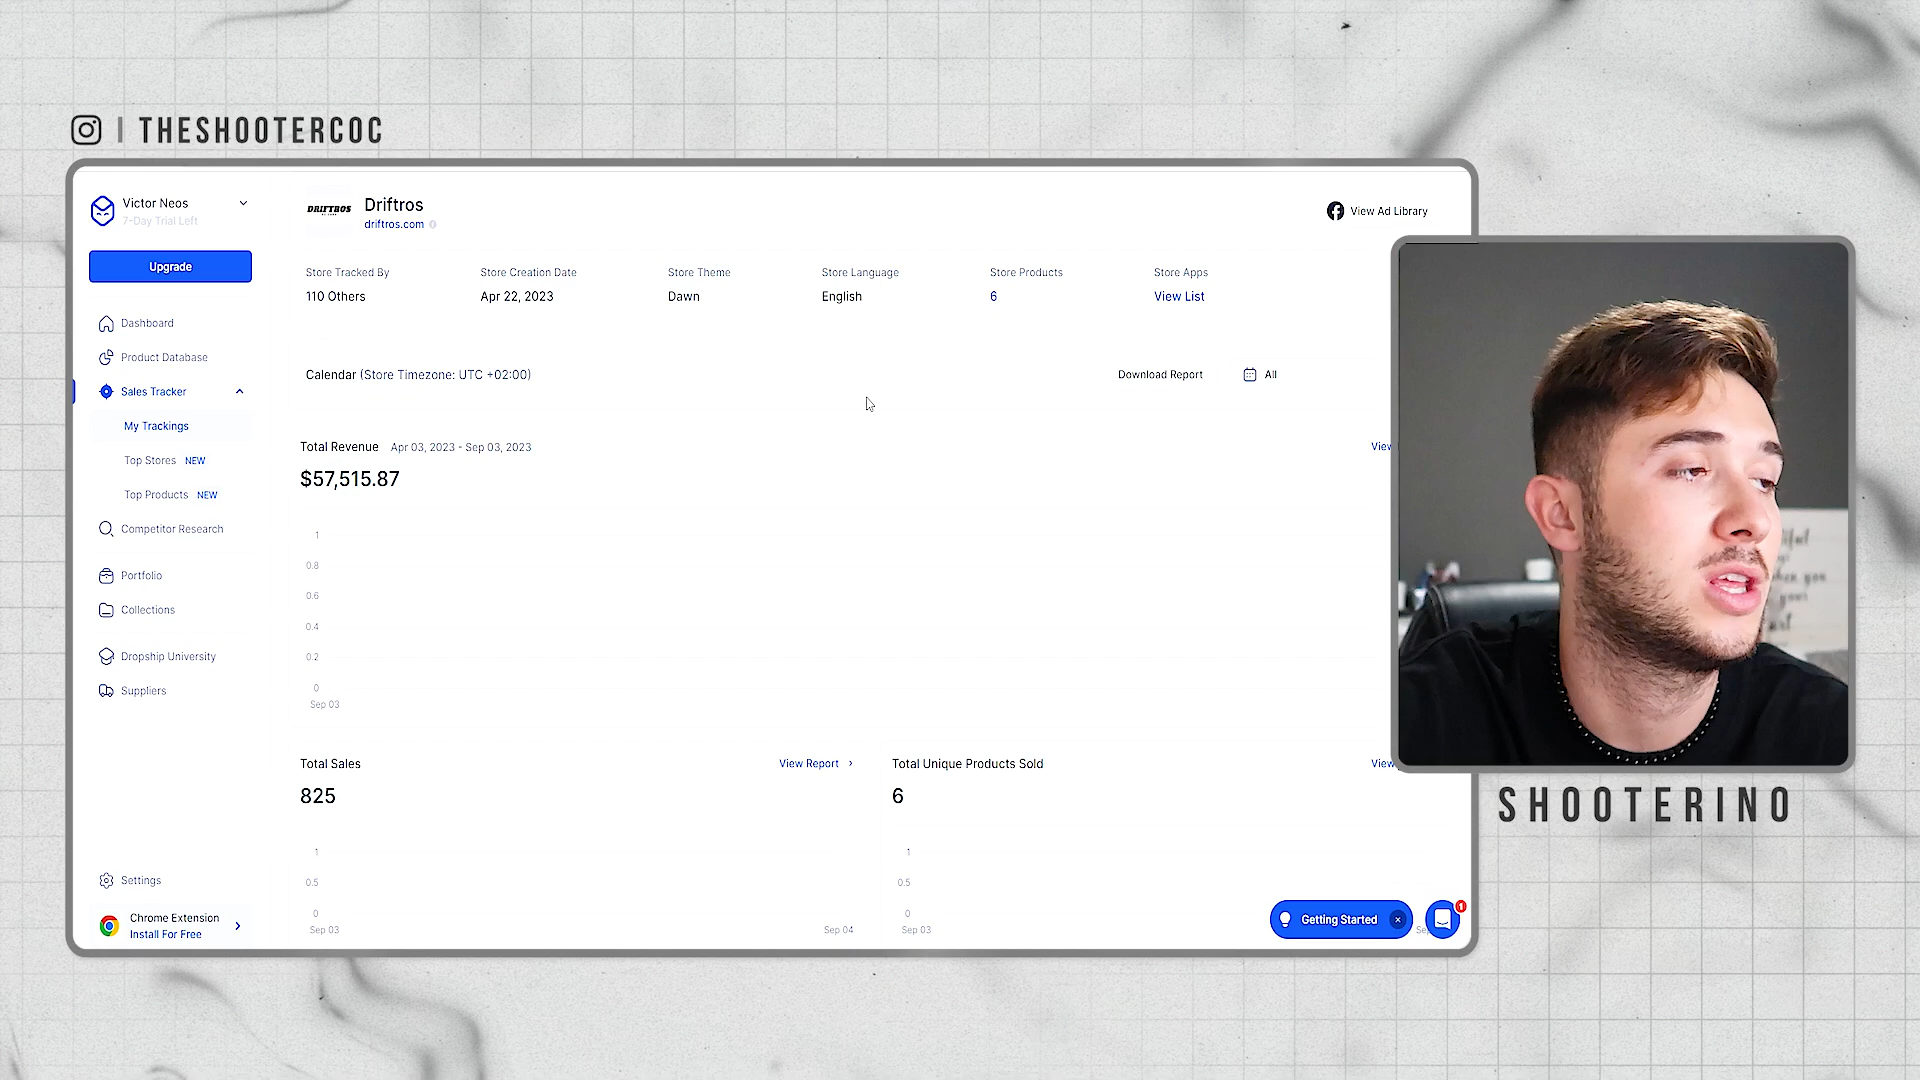 | THESHOOTERCOC
Victor Neos
7-Day Trial Left
Upgrade
Dashboard
Product Database
Sales Tracker
My Trackings
Top Stores NEW
Top Products NEW
Competitor Research
Portfolio
Collections
Dropship University
Suppliers
Settings
Chrome Extension
Install For Free
DRIFTROS
Driftros
driftros.com
View Ad Library
Store Tracked By
110 Others
Store Creation Date
Apr 22, 2023
Store Theme
Dawn
Store Language
English
Store Products
6
Store Apps
View List
Calendar (Store Timezone: UTC +02:00)
Download Report
All
Total Revenue Apr 03, 2023 - Sep 03, 2023
View
$57,515.87
1
0.8
0.6
0.4
0.2
0
Sep 03
Total Sales
View Report >
825
1
0.5
0
Sep 03
Sep 04
Total Unique Products Sold
View
6
1
0.5
0
Sep 03
Getting Started
1
SHOOTERINO